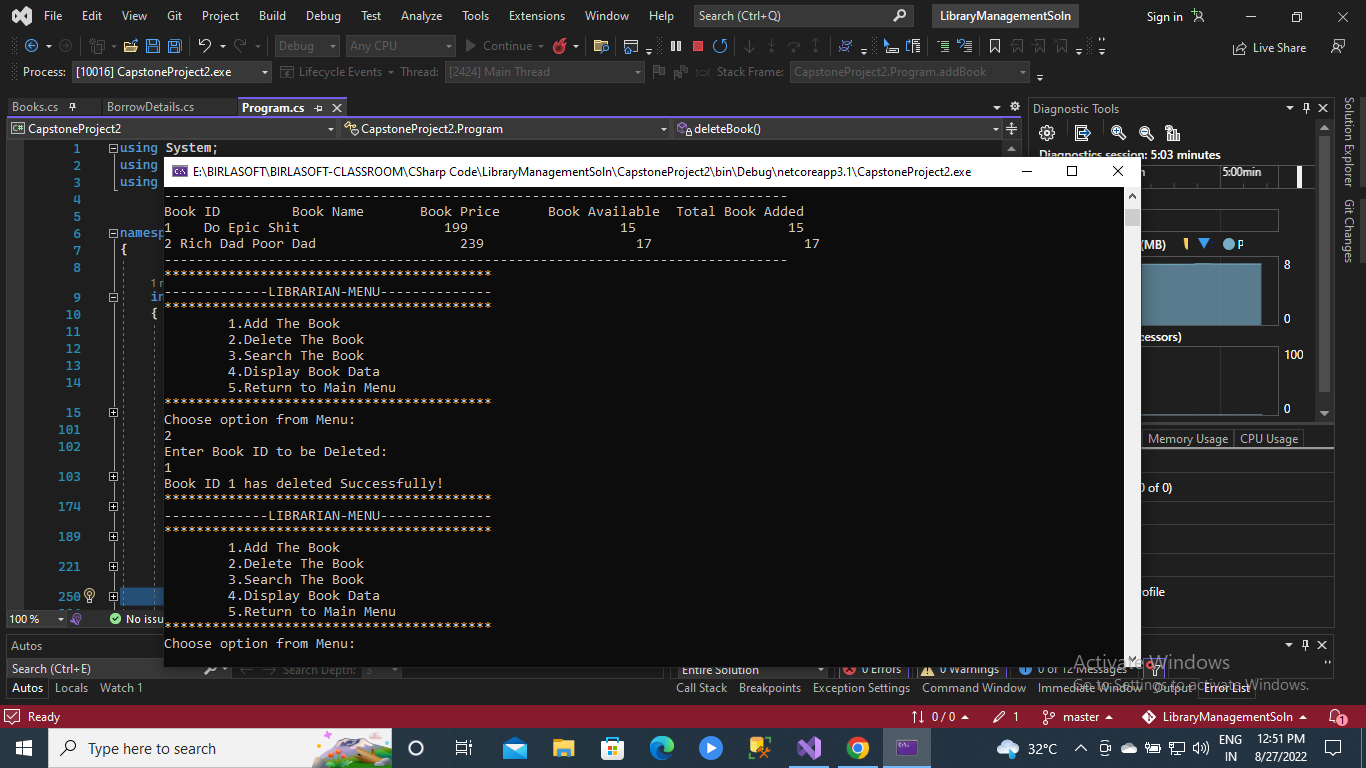 File Edit View Git Project Build Debug Test Analyze Tools Extensions Window Help Search (Ctrl+Q) LibraryManagementSoln Sign in
Debug Any CPU Continue Live Share
Process: [10016] CapstoneProject2.exe Lifecycle Events Thread: [2424] Main Thread Stack Frame: CapstoneProject2.Program.addBook
Books.cs BorrowDetails.cs Program.cs
CapstoneProject2 CapstoneProject2.Program deleteBook()
1 using System;
2 using
3 using
4
5
6 namesp
7 {
8
9 in
10 {
11
12
13
14
15
101
102
103
174
189
221
250
100 % No issu
E:\BIRLASOFT\BIRLASOFT-CLASSROOM\CSharp Code\LibraryManagementSoln\CapstoneProject2\bin\Debug\netcoreapp3.1\CapstoneProject2.exe
------------------------------------------------------------------------------
Book ID Book Name Book Price Book Available Total Book Added
1 Do Epic Shit 199 15 15
2 Rich Dad Poor Dad 239 17 17
------------------------------------------------------------------------------
*****************************************
-------------LIBRARIAN-MENU--------------
*****************************************
1.Add The Book
2.Delete The Book
3.Search The Book
4.Display Book Data
5.Return to Main Menu
*****************************************
Choose option from Menu:
2
Enter Book ID to be Deleted:
1
Book ID 1 has deleted Successfully!
*****************************************
-------------LIBRARIAN-MENU--------------
*****************************************
1.Add The Book
2.Delete The Book
3.Search The Book
4.Display Book Data
5.Return to Main Menu
*****************************************
Choose option from Menu:
Diagnostic Tools
Diagnostics session: 5:03 minutes
5:00min
(MB) P
8
0
cessors)
100
0
Memory Usage CPU Usage
0 of 0)
ofile
Solution Explorer
Git Changes
Autos
Search (Ctrl+E) Search Depth: 3
Autos Locals Watch 1
Entire Solution 0 Errors 0 Warnings 0 of 12 Messages
Call Stack Breakpoints Exception Settings Command Window Immediate Window Output Error List
Activate Windows
Go to Settings to activate Windows.
Ready 0 / 0 1 master LibraryManagementSoln 1
Type here to search 32°C ENG IN 12:51 PM 8/27/2022